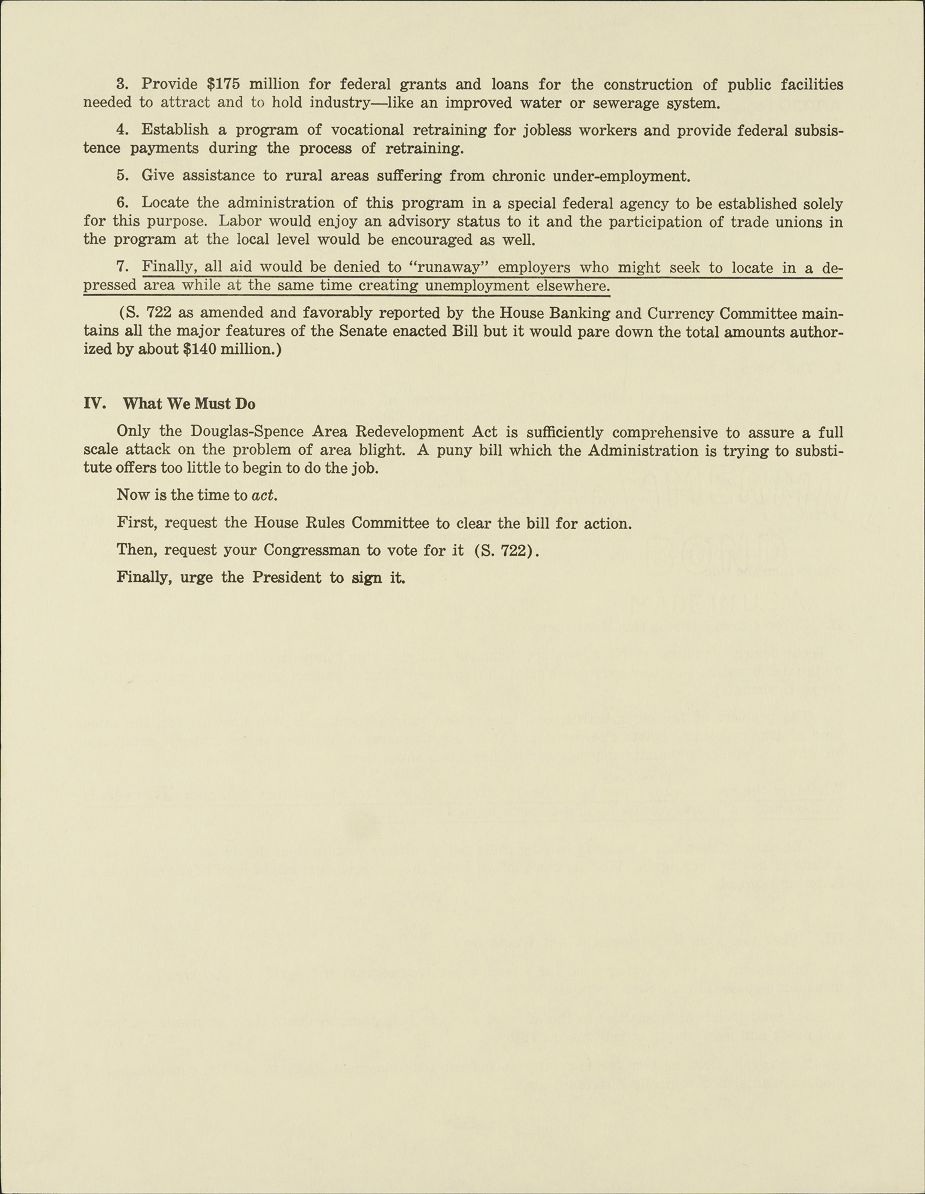 3. Provide $175 million for federal grants and loans for the construction of public facilities
needed to attract and to hold industry—like an improved water or sewerage system.
4. Establish a program of vocational retraining for jobless workers and provide federal subsis-
tence payments during the process of retraining.
5. Give assistance to rural areas suffering from chronic under-employment.
6. Locate the administration of this program in a special federal agency to be established solely
for this purpose. Labor would enjoy an advisory status to it and the participation of trade unions in
the program at the local level would be encouraged as well.
7. Finally, all aid would be denied to “runaway” employers who might seek to locate in a de-
pressed area while at the same time creating unemployment elsewhere.
(S. 722 as amended and favorably reported by the House Banking and Currency Committee main-
tains all the major features of the Senate enacted Bill but it would pare down the total amounts author-
ized by about $140 million.)
IV. What We Must Do
Only the Douglas-Spence Area Redevelopment Act is sufficiently comprehensive to assure a full
scale attack on the problem of area blight. A puny bill which the Administration is trying to substi-
tute offers too little to begin to do the job.
Now is the time to act.
First, request the House Rules Committee to clear the bill for action.
Then, request your Congressman to vote for it (S. 722).
Finally, urge the President to sign it.